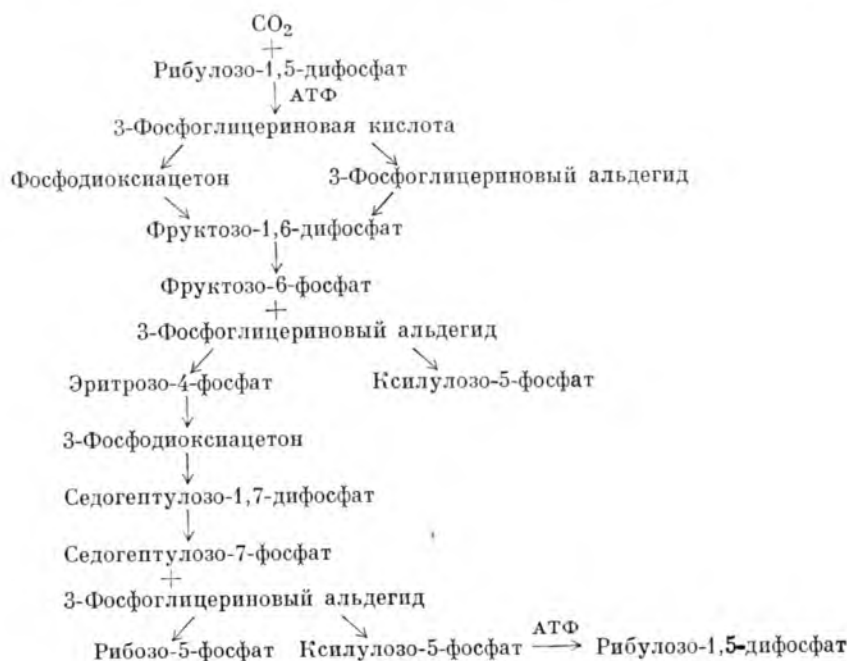 CO₂
+
Рибулозо-1,5-дифосфат
АТФ
3-Фосфоглицериновая кислота
Фосфодиоксиацетон 3-Фосфоглицериновый альдегид
Фруктозо-1,6-дифосфат
Фруктозо-6-фосфат
+
3-Фосфоглицериновый альдегид
Эритрозо-4-фосфат Ксилулозо-5-фосфат
3-Фосфодиоксиацетон
Седогептулозо-1,7-дифосфат
Седогептулозо-7-фосфат
+
3-Фосфоглицериновый альдегид
Рибозо-5-фосфат Ксилулозо-5-фосфат АТФ Рибулозо-1,5-дифосфат